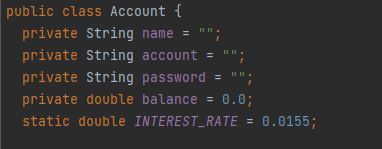 public class Account {
  private String name = "";
  private String account = "";
  private String password = "";
  private double balance = 0.0;
  static double INTEREST_RATE = 0.0155;